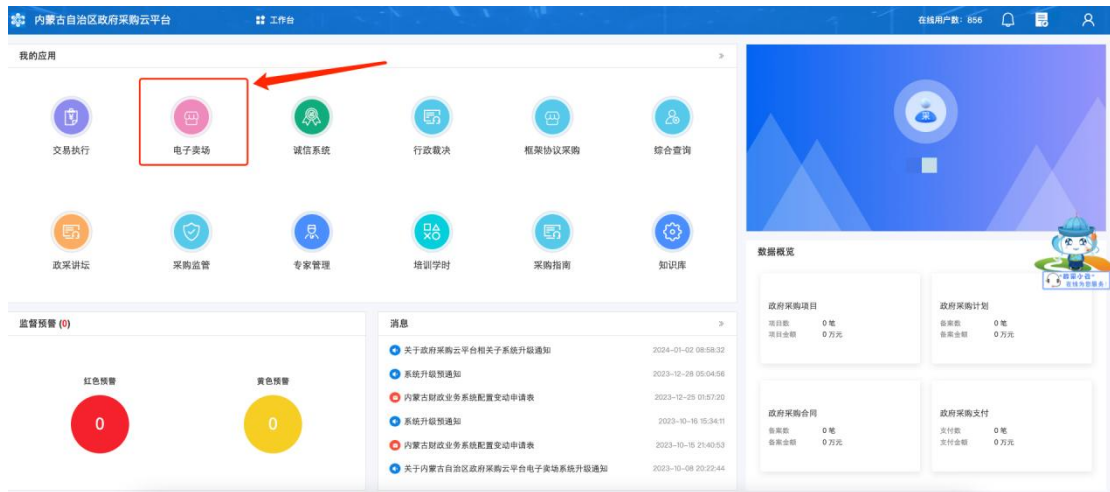 内蒙古自治区政府采购云平台
工作台
在线用户数: 856
我的应用
交易执行
电子卖场
诚信系统
行政裁决
框架协议采购
综合查询
政采讲坛
采购监管
专家管理
培训学时
采购指南
知识库
采
监督预警 (0)
红色预警
0
黄色预警
0
消息
关于政府采购云平台相关子系统升级通知 2024-01-02 08:58:32
系统升级预通知 2023-12-28 05:04:56
内蒙古财政业务系统配置变动申请表 2023-12-25 01:57:20
系统升级预通知 2023-10-16 15:34:11
内蒙古财政业务系统配置变动申请表 2023-10-15 21:40:53
关于内蒙古自治区政府采购云平台电子卖场系统升级通知 2023-10-08 20:22:44
数据概览
政府采购项目
项目数 0 笔
项目金额 0 万元
政府采购计划
备案数 0 笔
备案金额 0 万元
政府采购合同
备案数 0 笔
备案金额 0 万元
政府采购支付
支付数 0 笔
支付金额 0 万元
在线为您服务